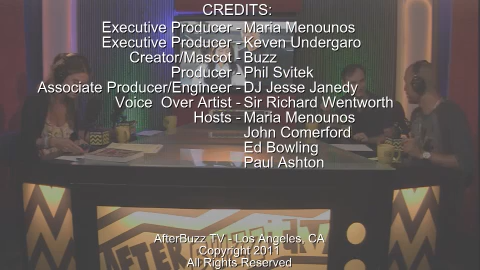 CREDITS:
Executive Producer - Maria Menounos
Executive Producer - Keven Undergaro
Creator/Mascot - Buzz
Producer - Phil Svitek
Associate Producer/Engineer - DJ Jesse Janedy
Voice Over Artist - Sir Richard Wentworth
Hosts - Maria Menounos
John Comerford
Ed Bowling
Paul Ashton
AfterBuzz TV - Los Angeles, CA
Copyright 2011
All Rights Reserved